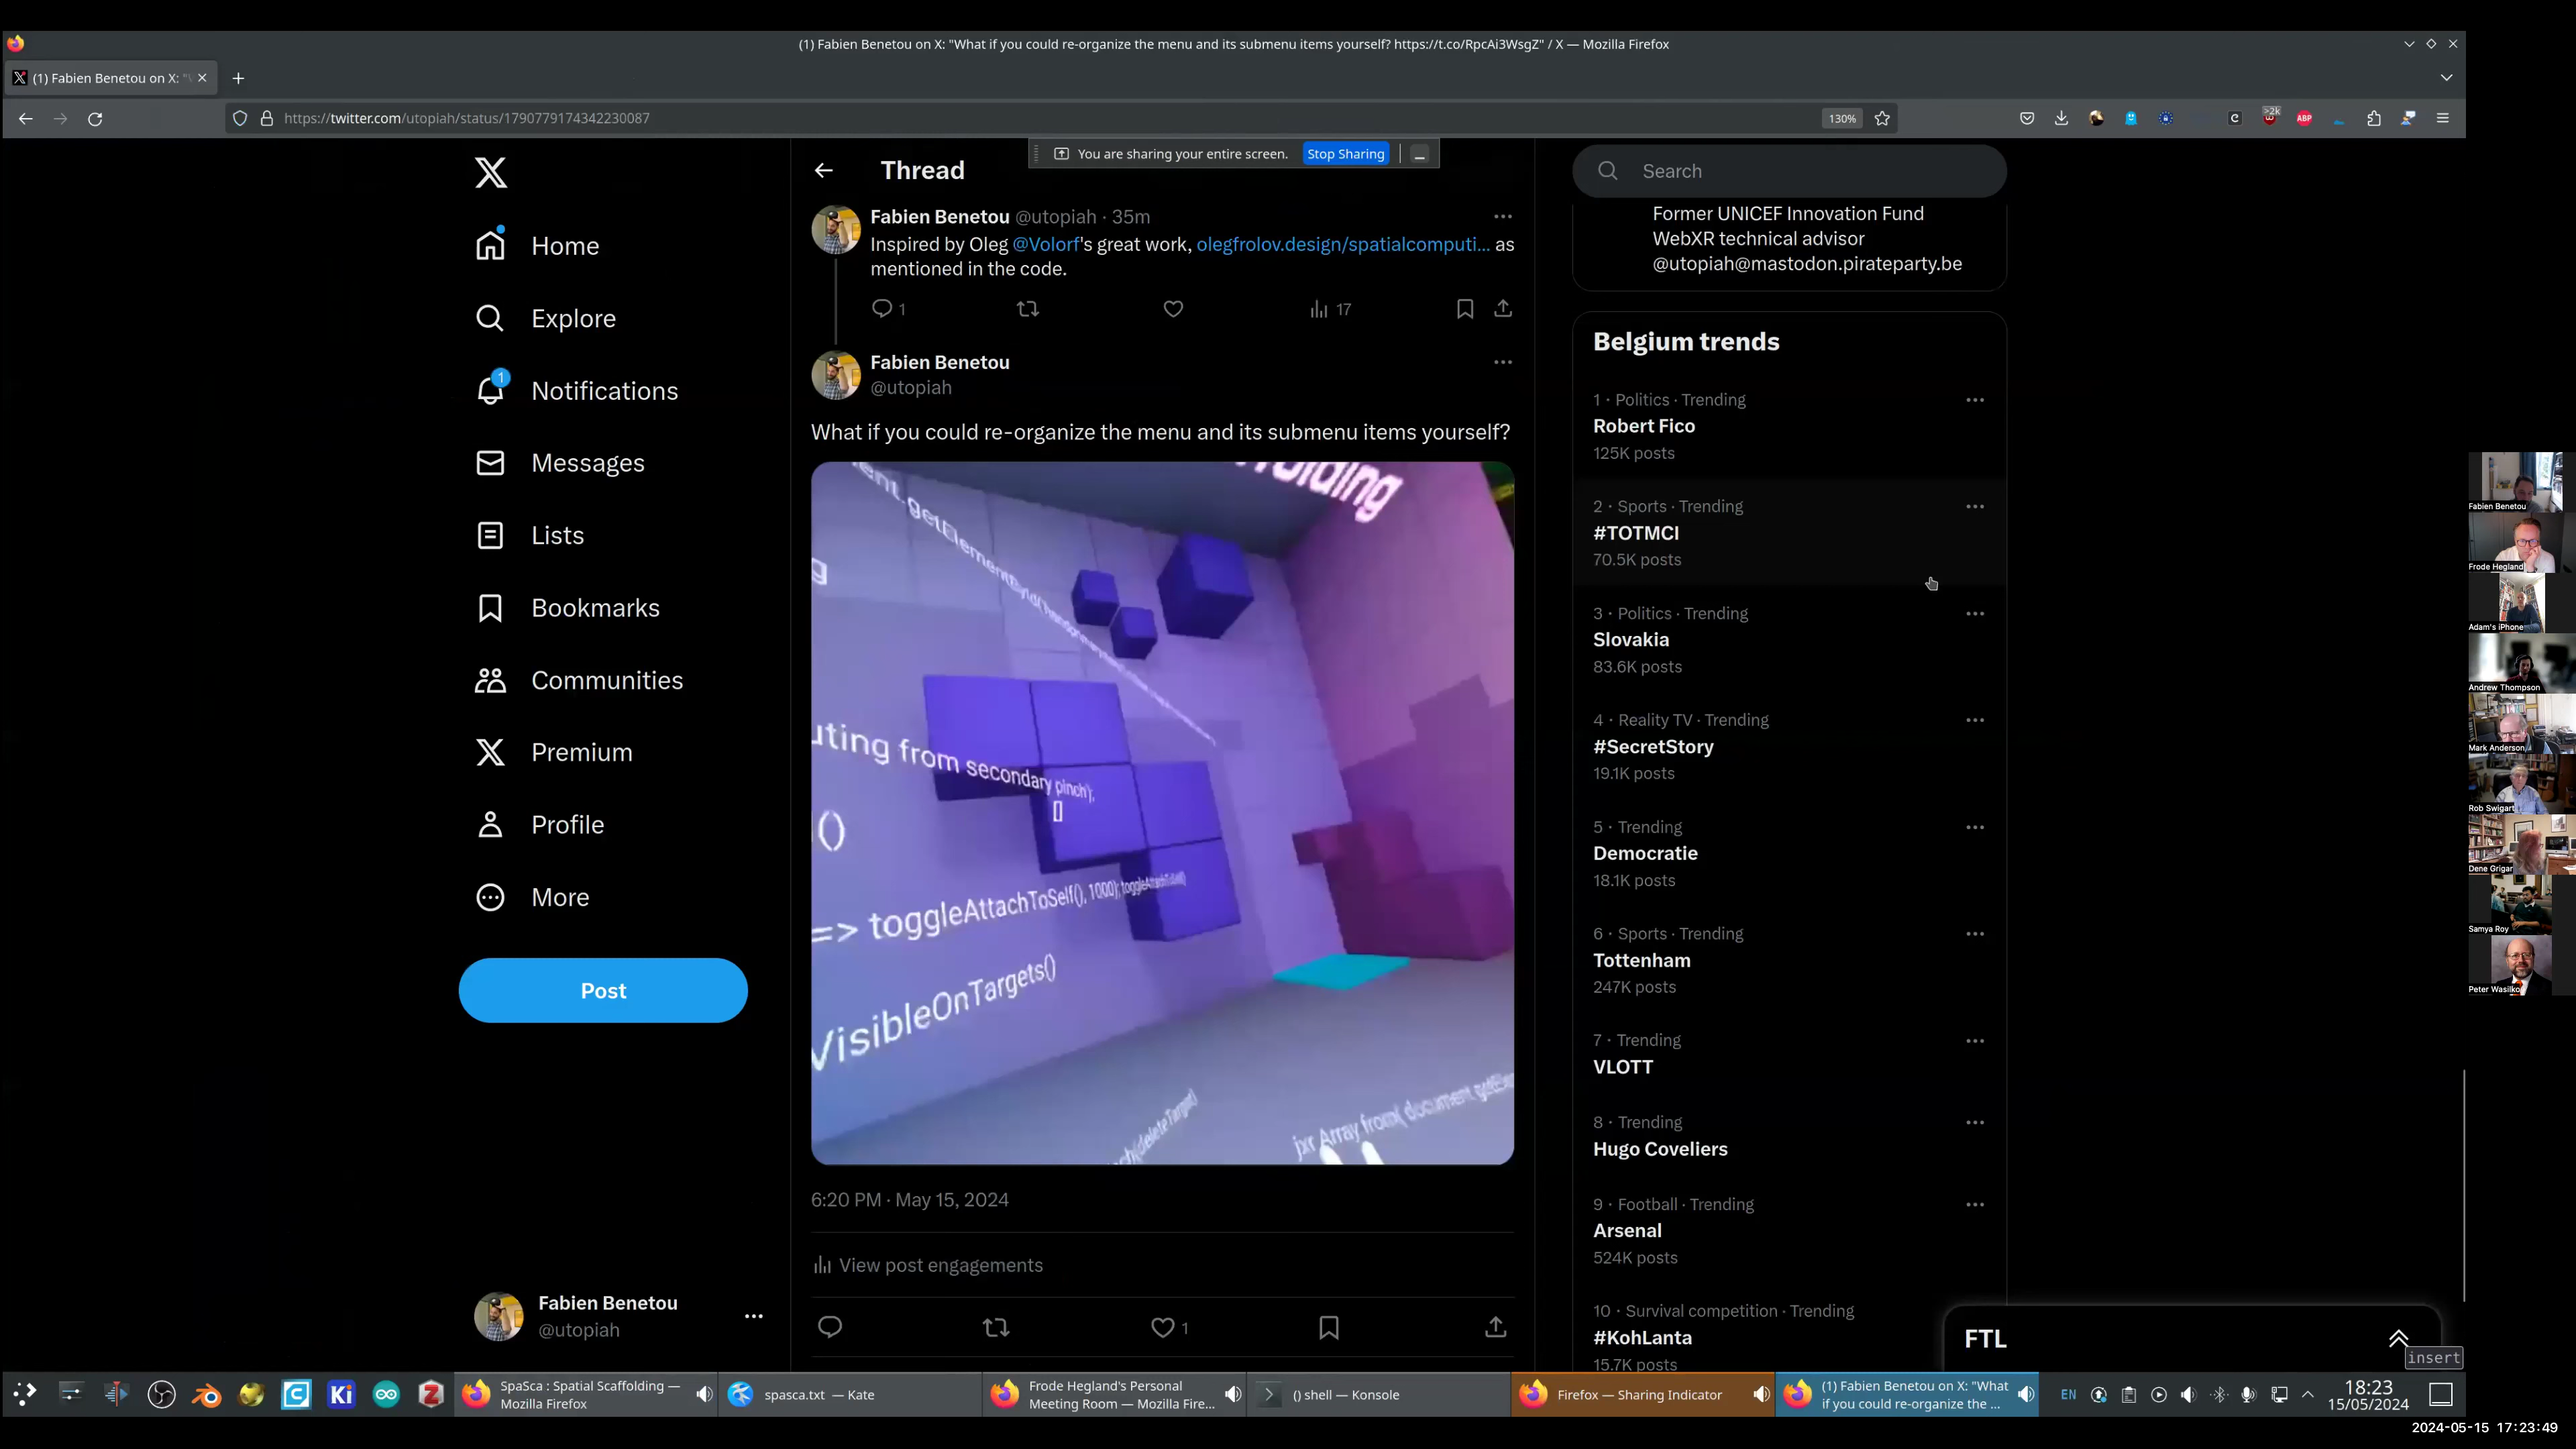 (1) Fabien Benetou on X: "What if you could re-organize the menu and its submenu items yourself? https://t.co/RpcAi3WsgZ" / X — Mozilla Firefox
(1) Fabien Benetou on X: "
https://twitter.com/utopiah/status/1790779174342230087
130%
>2k
ABP
You are sharing your entire screen.
Stop Sharing
Home
Explore
1
Notifications
Messages
Lists
Bookmarks
Communities
Premium
Profile
More
Post
Fabien Benetou
@utopiah
Thread
Fabien Benetou @utopiah · 35m
Inspired by Oleg @Volorf's great work, olegfrolov.design/spatialcomputi... as
mentioned in the code.
1
17
Fabien Benetou
@utopiah
What if you could re-organize the menu and its submenu items yourself?
uting from secondary pinch);
[]
()
=> toggleAttachToSelf(), 1000); toggleAttachToSelf()
VisibleOnTargets()
(deleteTarget)
jxr Array.from( document.
6:20 PM · May 15, 2024
View post engagements
1
Search
Former UNICEF Innovation Fund
WebXR technical advisor
@utopiah@mastodon.pirateparty.be
Belgium trends
1 · Politics · Trending
Robert Fico
125K posts
2 · Sports · Trending
#TOTMCI
70.5K posts
3 · Politics · Trending
Slovakia
83.6K posts
4 · Reality TV · Trending
#SecretStory
19.1K posts
5 · Trending
Democratie
18.1K posts
6 · Sports · Trending
Tottenham
247K posts
7 · Trending
VLOTT
8 · Trending
Hugo Coveliers
9 · Football · Trending
Arsenal
524K posts
10 · Survival competition · Trending
#KohLanta
15.7K posts
FTL
insert
Fabien Benetou
Frode Hegland
Adam's iPhone
Andrew Thompson
Mark Anderson
Rob Swigart
Dene Grigar
Samya Roy
Peter Wasilko
Ki
SpaSca : Spatial Scaffolding —
Mozilla Firefox
spasca.txt — Kate
Frode Hegland's Personal
Meeting Room — Mozilla Fire...
() shell — Konsole
Firefox — Sharing Indicator
(1) Fabien Benetou on X: "What
if you could re-organize the ...
EN
18:23
15/05/2024
2024-05-15 17:23:49